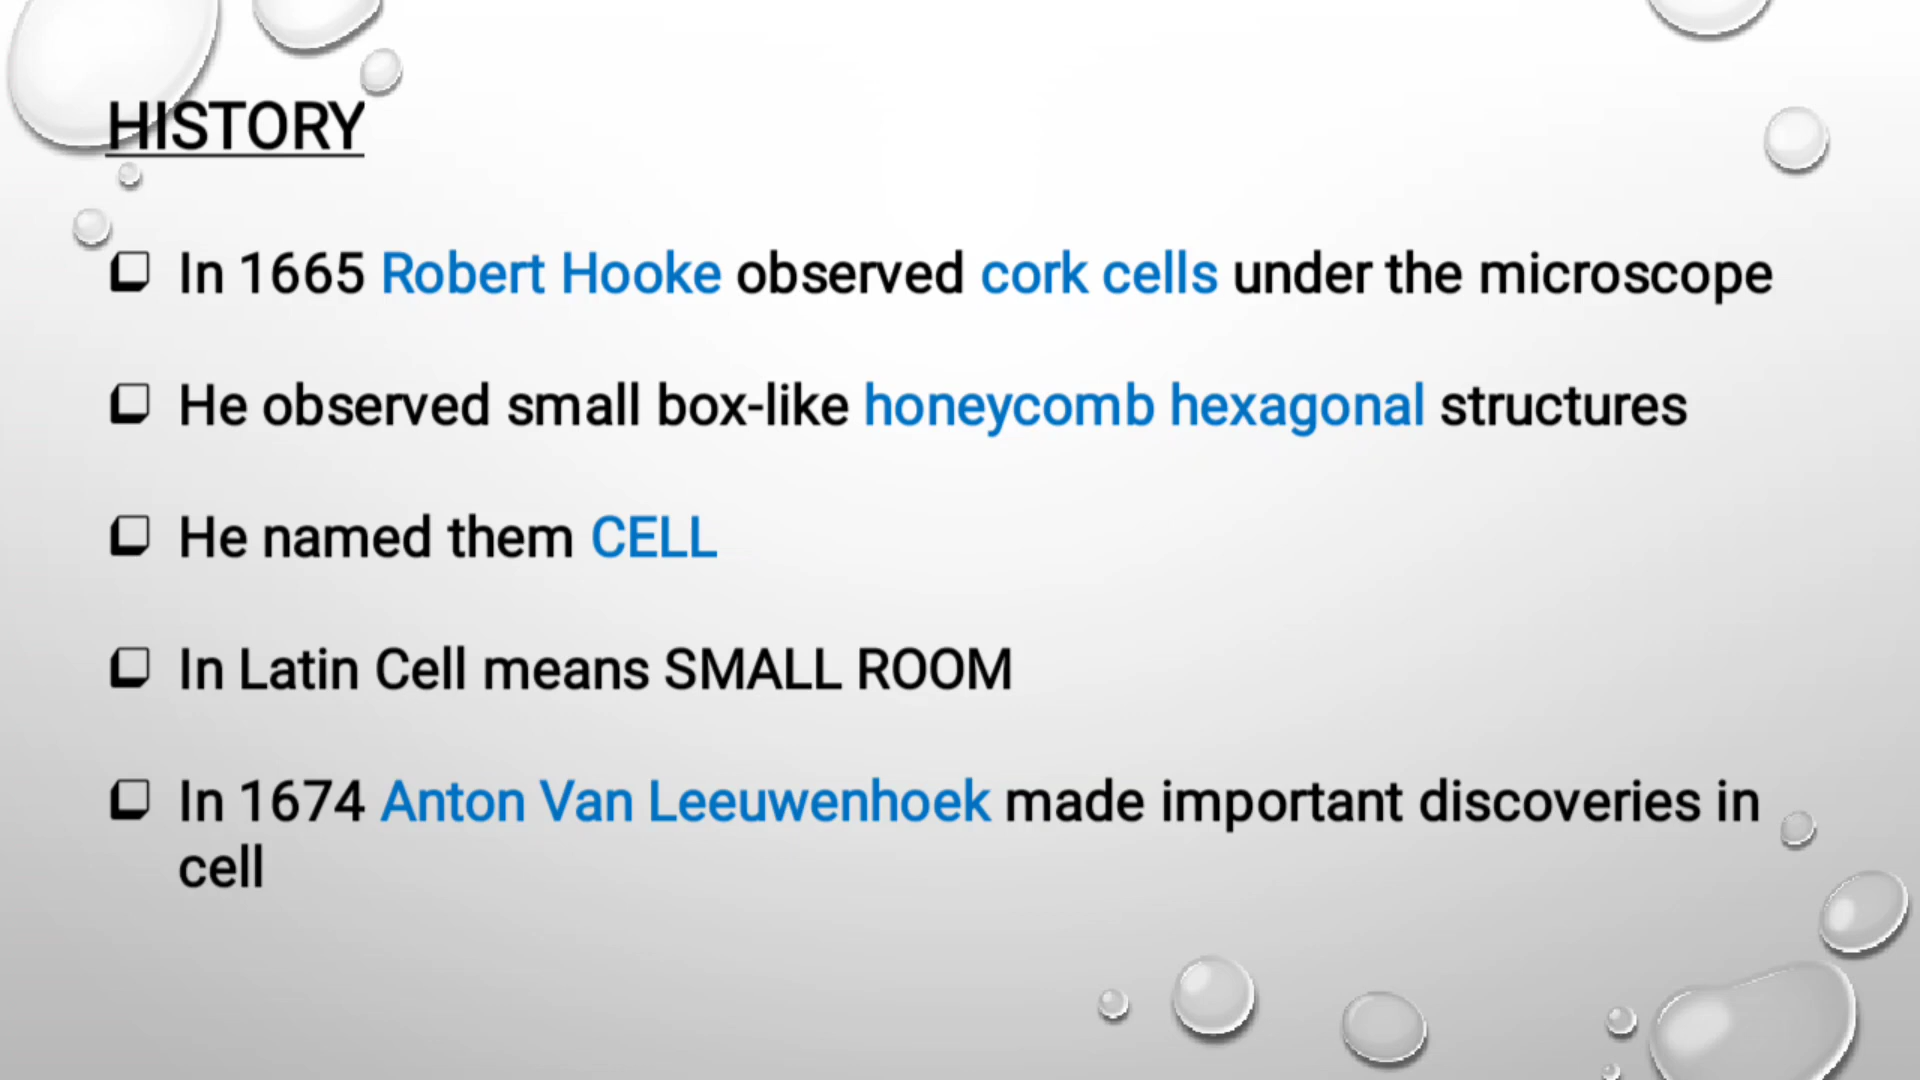 HISTORY
In 1665 Robert Hooke observed cork cells under the microscope
He observed small box-like honeycomb hexagonal structures
He named them CELL
In Latin Cell means SMALL ROOM
In 1674 Anton Van Leeuwenhoek made important discoveries in
cell